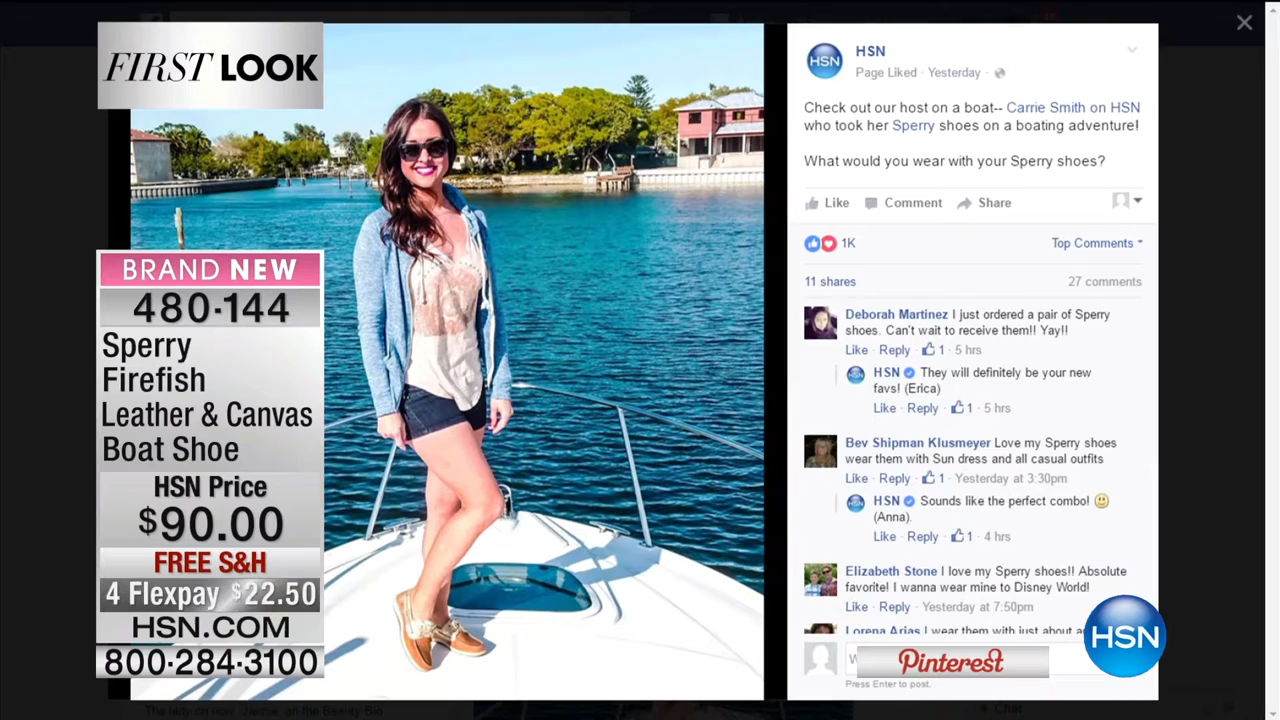 FIRST LOOK
BRAND NEW
480-144
Sperry
Firefish
Leather & Canvas
Boat Shoe
HSN Price
$90.00
FREE S&H
4 Flexpay $22.50
HSN.COM
800-284-3100
HSN
HSN
Page Liked · Yesterday ·
Check out our host on a boat-- Carrie Smith on HSN
who took her Sperry shoes on a boating adventure!
What would you wear with your Sperry shoes?
Like Comment Share
1K Top Comments
11 shares 27 comments
Deborah Martinez I just ordered a pair of Sperry
shoes. Can't wait to receive them!! Yay!!
Like · Reply · 1 · 5 hrs
HSN They will definitely be your new
favs! (Erica)
Like · Reply · 1 · 5 hrs
Bev Shipman Klusmeyer Love my Sperry shoes
wear them with Sun dress and all casual outfits
Like · Reply · 1 · Yesterday at 3:30pm
HSN Sounds like the perfect combo!
(Anna).
Like · Reply · 1 · 4 hrs
Elizabeth Stone I love my Sperry shoes!! Absolute
favorite! I wanna wear mine to Disney World!
Like · Reply · Yesterday at 7:50pm
Lorena Arias I wear them with just about
Pinterest
HSN
Press Enter to post.
Chat